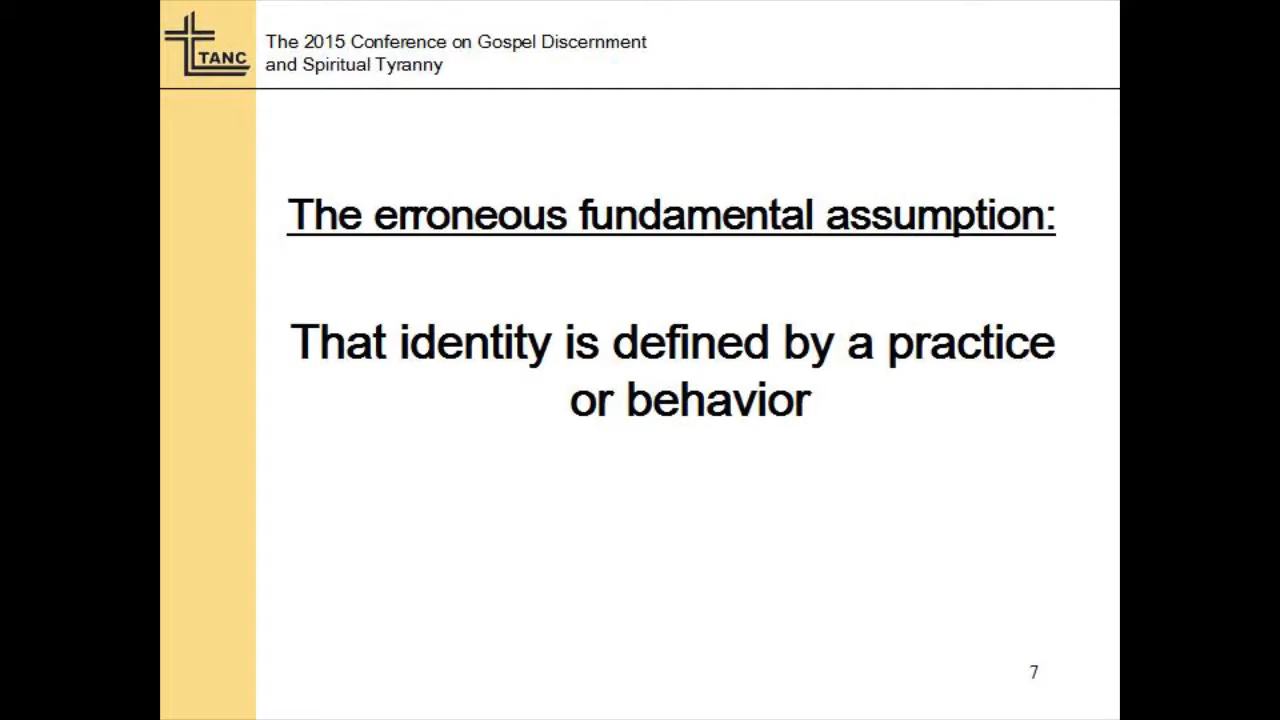 TANC
The 2015 Conference on Gospel Discernment
and Spiritual Tyranny
The erroneous fundamental assumption:
That identity is defined by a practice
or behavior
7